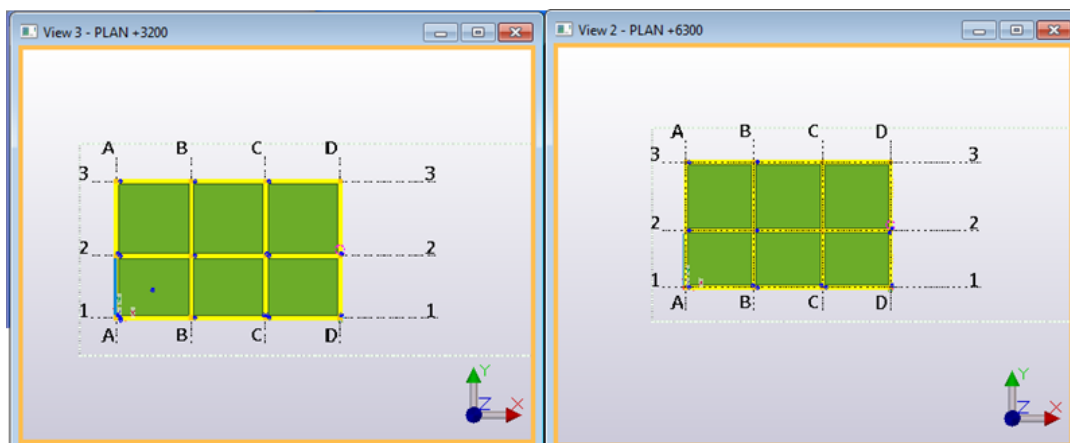 View 3 - PLAN +3200
A B C D
3 3
2 2
1 1
A B C D
Y
Z X
View 2 - PLAN +6300
A B C D
3 3
2 2
1 1
A B C D
Y
Z X